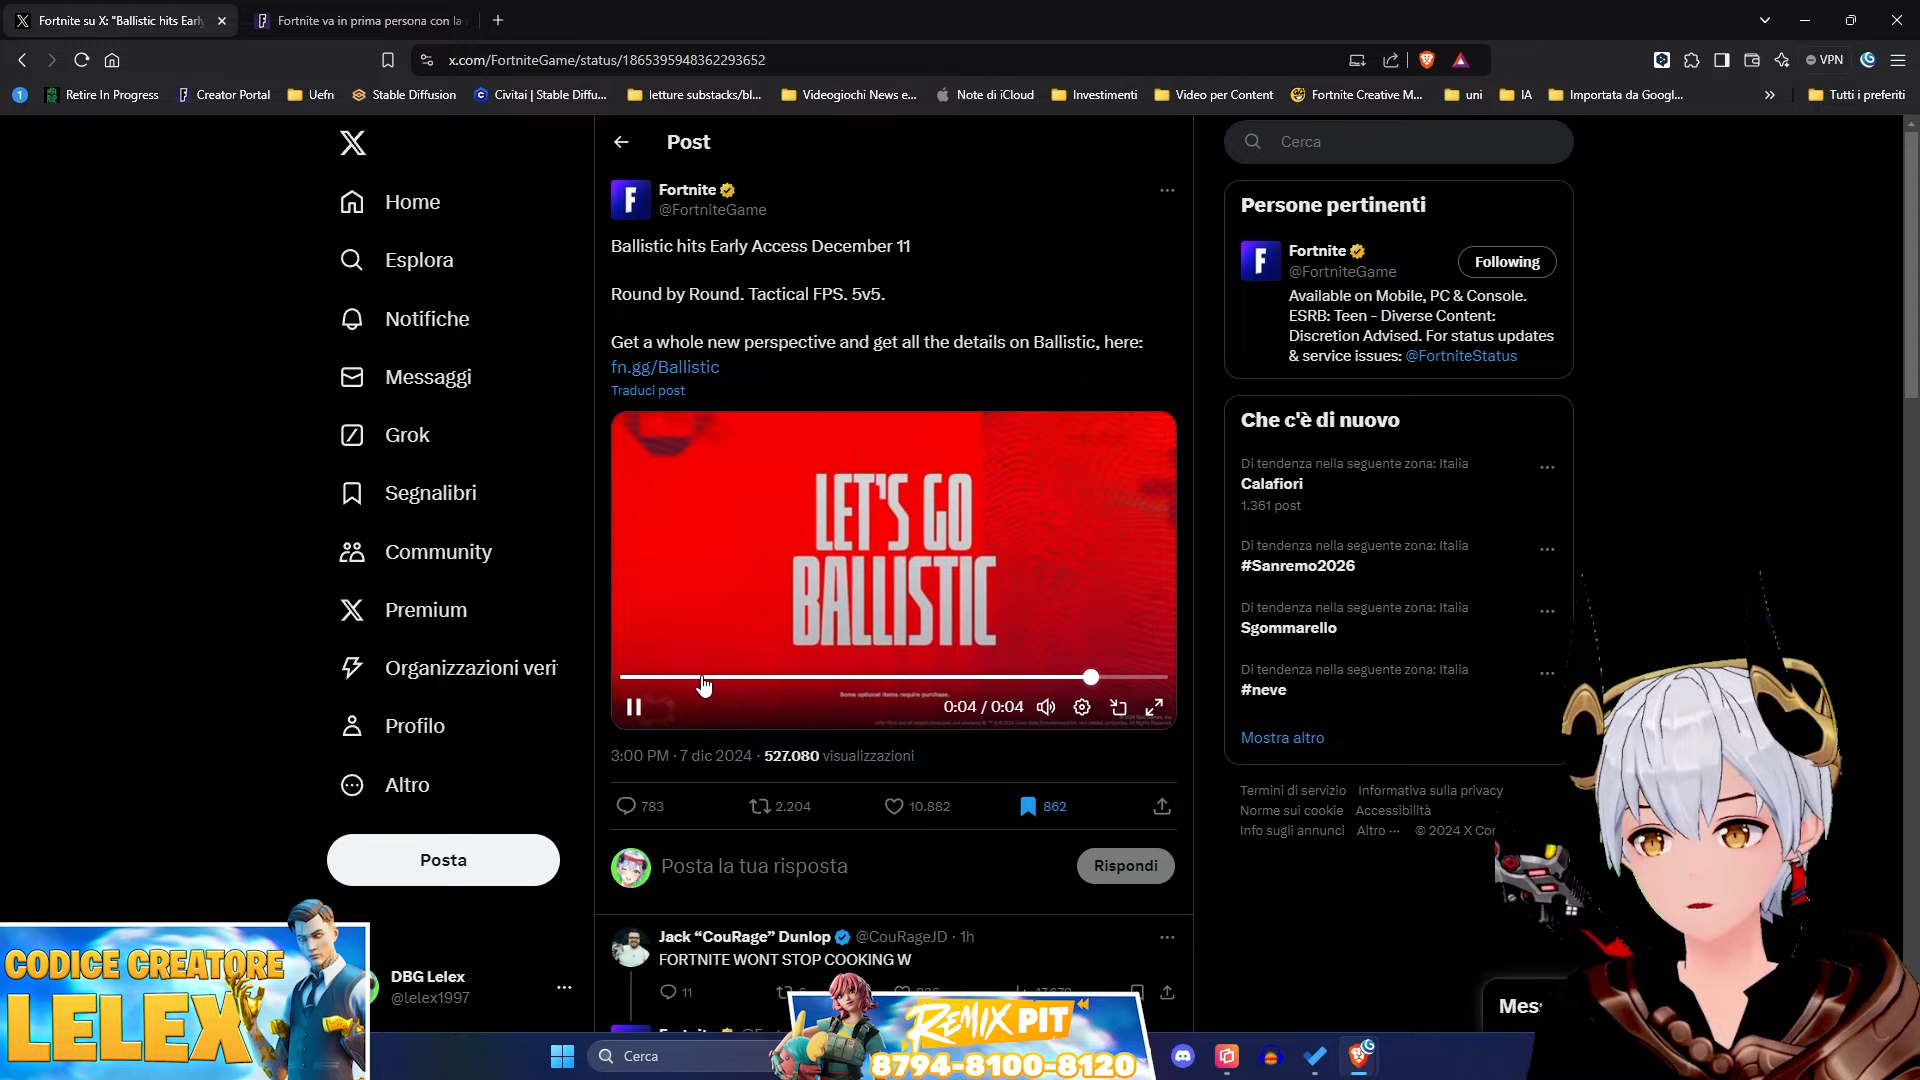 Fortnite su X: "Ballistic hits Earl
Fortnite va in prima persona con la
x.com/FortniteGame/status/1865395948362293652
VPN
1
Retire In Progress
Creator Portal
Uefn
Stable Diffusion
Civitai | Stable Diffu...
letture substacks/bl...
Videogiochi News e...
Note di iCloud
Investimenti
Video per Content
Fortnite Creative M...
uni
IA
Importata da Googl...
Tutti i preferiti
Home
Esplora
Notifiche
Messaggi
Grok
Segnalibri
Community
Premium
Organizzazioni veri
Profilo
Altro
Posta
DBG Lelex
@lelex1997
Post
Fortnite
@FortniteGame
Ballistic hits Early Access December 11
Round by Round. Tactical FPS. 5v5.
Get a whole new perspective and get all the details on Ballistic, here:
fn.gg/Ballistic
Traduci post
LET'S GO
BALLISTIC
Some optional items require purchase.
0:04 / 0:04
3:00 PM · 7 dic 2024 · 527.080 visualizzazioni
783
2.204
10.882
862
Posta la tua risposta
Rispondi
Jack “CouRage” Dunlop @CouRageJD · 1h
FORTNITE WONT STOP COOKING W
11
Cerca
Persone pertinenti
Fortnite
@FortniteGame
Following
Available on Mobile, PC & Console.
ESRB: Teen - Diverse Content:
Discretion Advised. For status updates
& service issues: @FortniteStatus
Che c'è di nuovo
Di tendenza nella seguente zona: Italia
Calafiori
1.361 post
Di tendenza nella seguente zona: Italia
#Sanremo2026
Di tendenza nella seguente zona: Italia
Sgommarello
Di tendenza nella seguente zona: Italia
#neve
Mostra altro
Termini di servizio Informativa sulla privacy
Norme sui cookie Accessibilità
Info sugli annunci Altro ··· © 2024 X Cor
Mess
CODICE CREATORE
LELEX
REMIX PIT
8794-8100-8120
Cerca